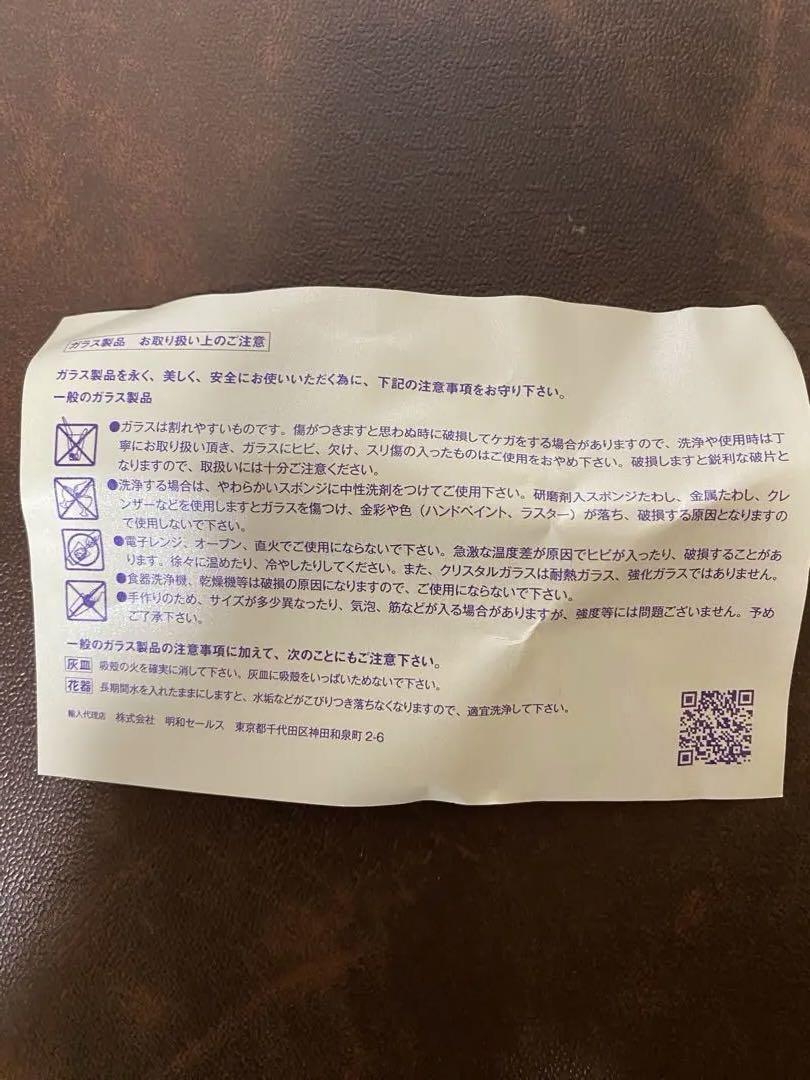 ガラス製品 お取り扱い上のご注意
ガラス製品を永く、美しく、安全にお使いいただく為に、下記の注意事項をお守り下さい。
一般のガラス製品
●ガラスは割れやすいものです。傷がつきますと思わぬ時に破損してケガをする場合がありますので、洗浄や使用時は丁
寧にお取り扱い頂き、ガラスにヒビ、欠け、スリ傷の入ったものはご使用をおやめ下さい。破損しますと鋭利な破片と
なりますので、取扱いには十分ご注意ください。
●洗浄する場合は、やわらかいスポンジに中性洗剤をつけてご使用下さい。研磨剤入スポンジたわし、金属たわし、クレ
ンザーなどを使用しますとガラスを傷つけ、金彩や色（ハンドペイント、ラスター）が落ち、破損する原因となりますの
で使用しないで下さい。
●電子レンジ、オーブン、直火でご使用にならないで下さい。急激な温度差が原因でヒビが入ったり、破損することがあ
ります。徐々に温めたり、冷やしたりしてください。また、クリスタルガラスは耐熱ガラス、強化ガラスではありません。
●食器洗浄機、乾燥機等は破損の原因になりますので、ご使用にならないで下さい。
●手作りのため、サイズが多少異なったり、気泡、筋などが入る場合がありますが、強度等には問題ございません。予め
ご了承下さい。
一般のガラス製品の注意事項に加えて、次のことにもご注意下さい。
灰皿 吸殻の火を確実に消して下さい、灰皿に吸殻をいっぱいためないで下さい。
花器 長期間水を入れたままにしますと、水垢などがこびりつき落ちなくなりますので、適宜洗浄して下さい。
輸入代理店 株式会社 明和セールス 東京都千代田区神田和泉町2-6